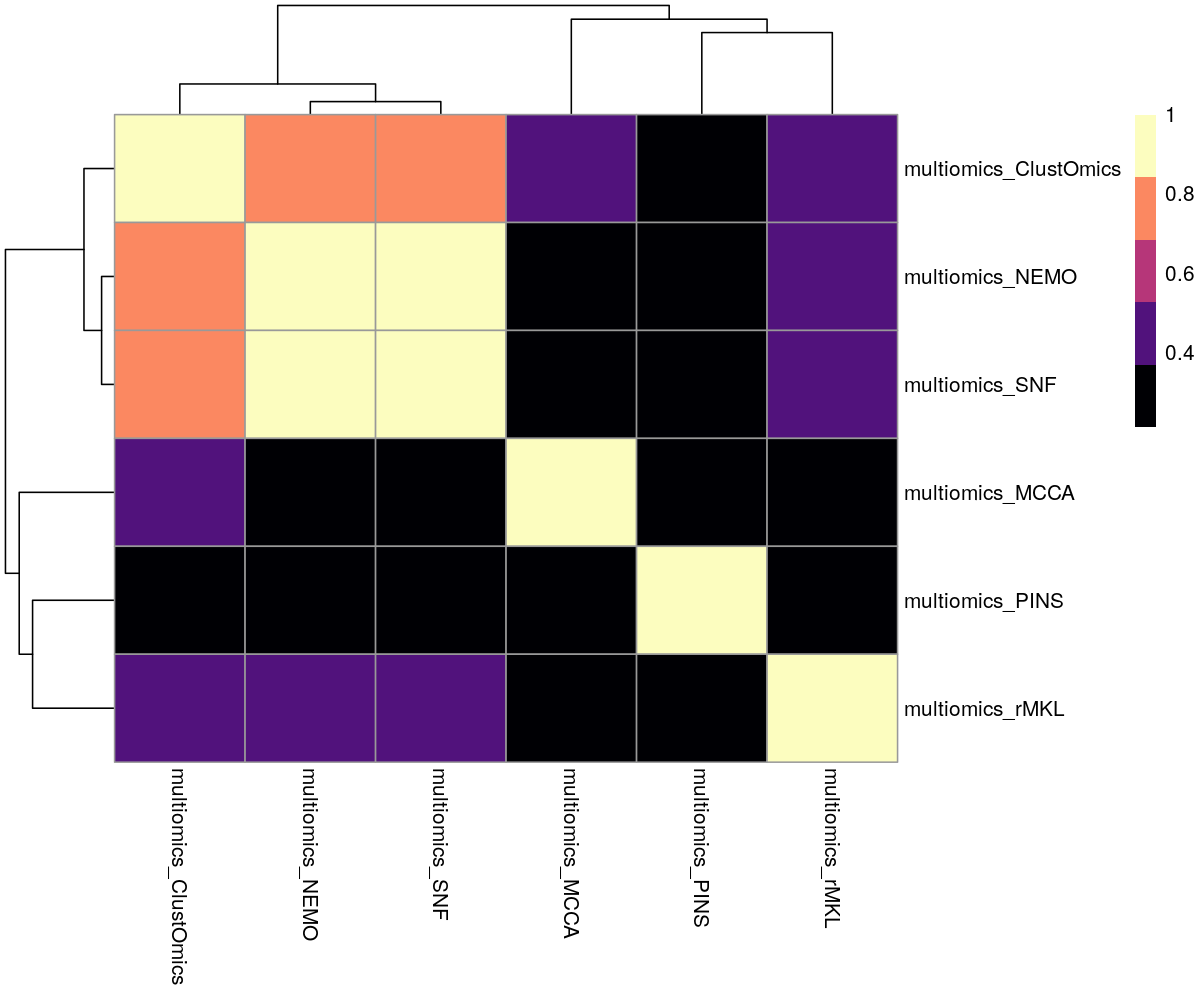 1
multiomics_ClustOmics
0.8
multiomics_NEMO
0.6
0.4
multiomics_SNF
multiomics_MCCA
multiomics_PINS
multiomics_rMKL
multiomics_ClustOmics
multiomics_NEMO
multiomics_SNF
multiomics_MCCA
multiomics_PINS
multiomics_rMKL